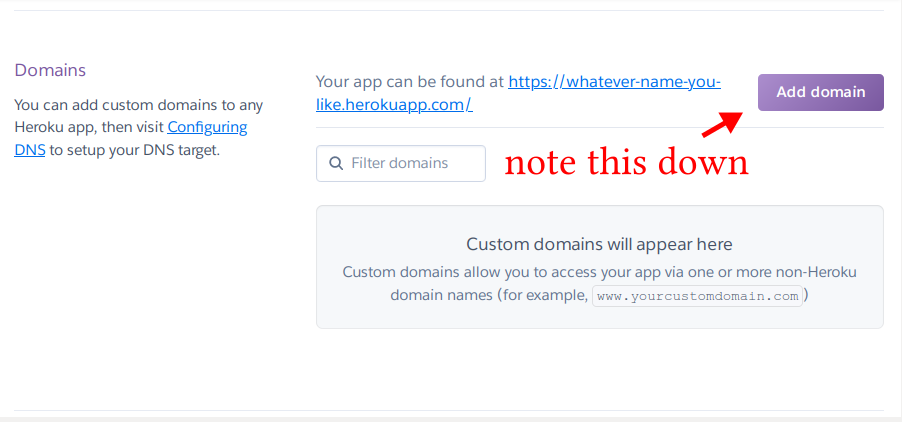 Domains
You can add custom domains to any
Heroku app, then visit Configuring
DNS to setup your DNS target.
Your app can be found at https://whatever-name-you-
like.herokuapp.com/
Add domain
Filter domains
note this down
Custom domains will appear here
Custom domains allow you to access your app via one or more non-Heroku
domain names (for example, www.yourcustomdomain.com)